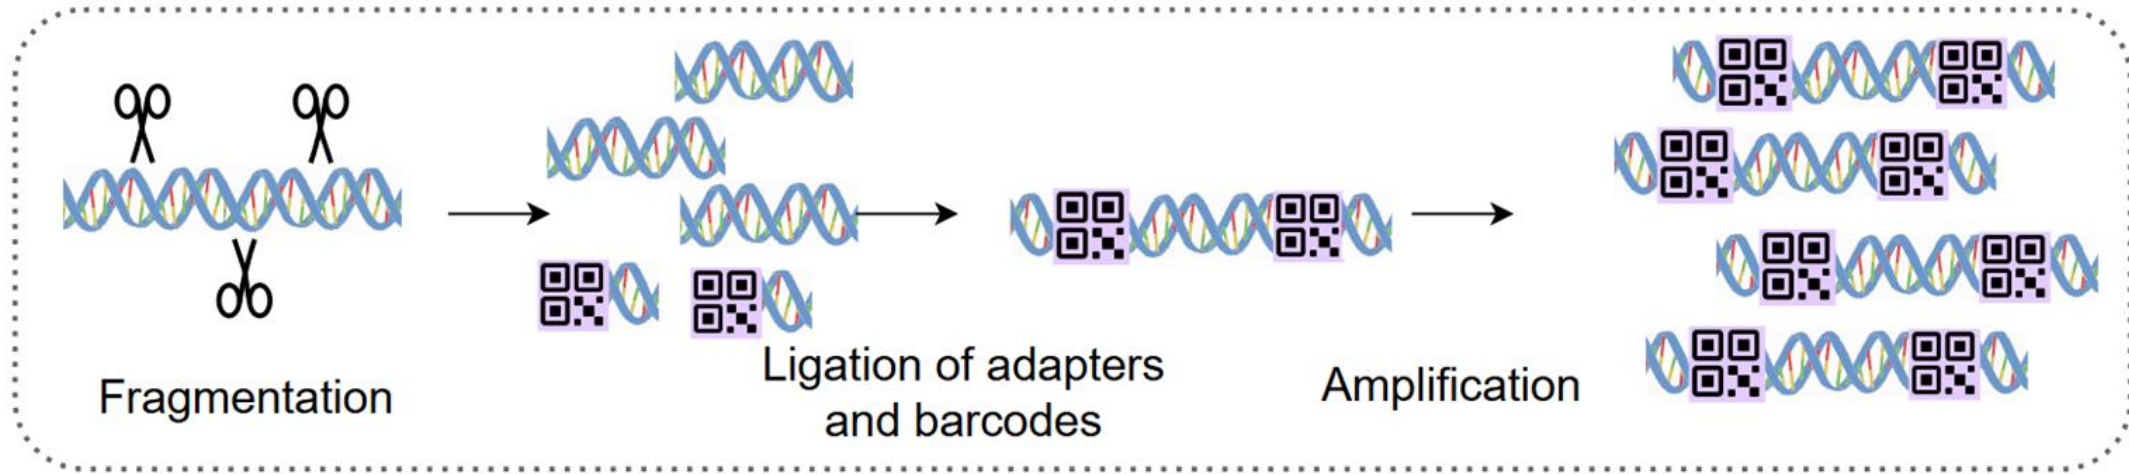 Fragmentation
Ligation of adapters
and barcodes
Amplification